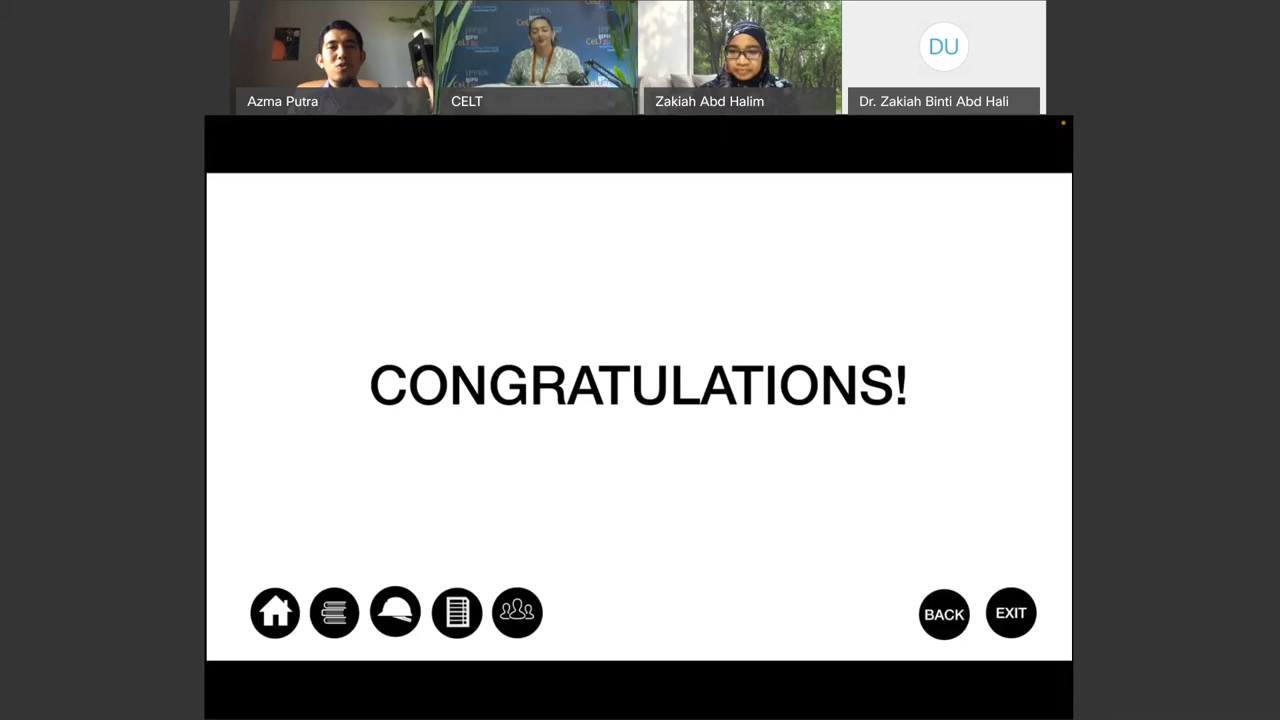 Azma Putra
CELT
Zakiah Abd Halim
Dr. Zakiah Binti Abd Hali
DU
CONGRATULATIONS!
BACK
EXIT